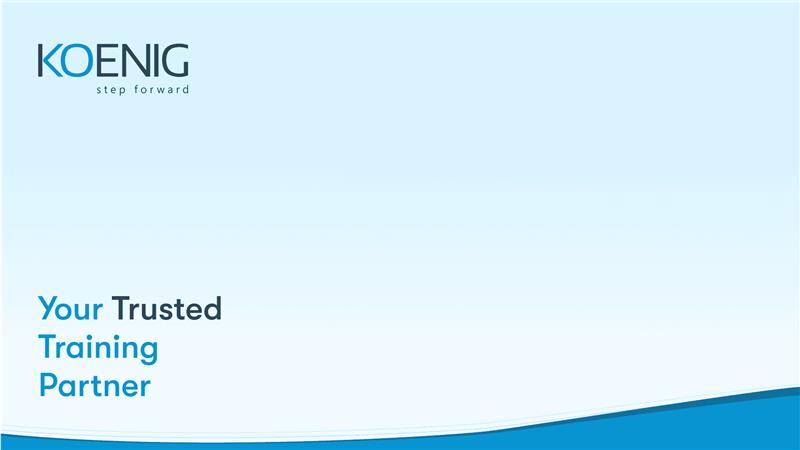 KOENIG
step forward
Your Trusted
Training
Partner